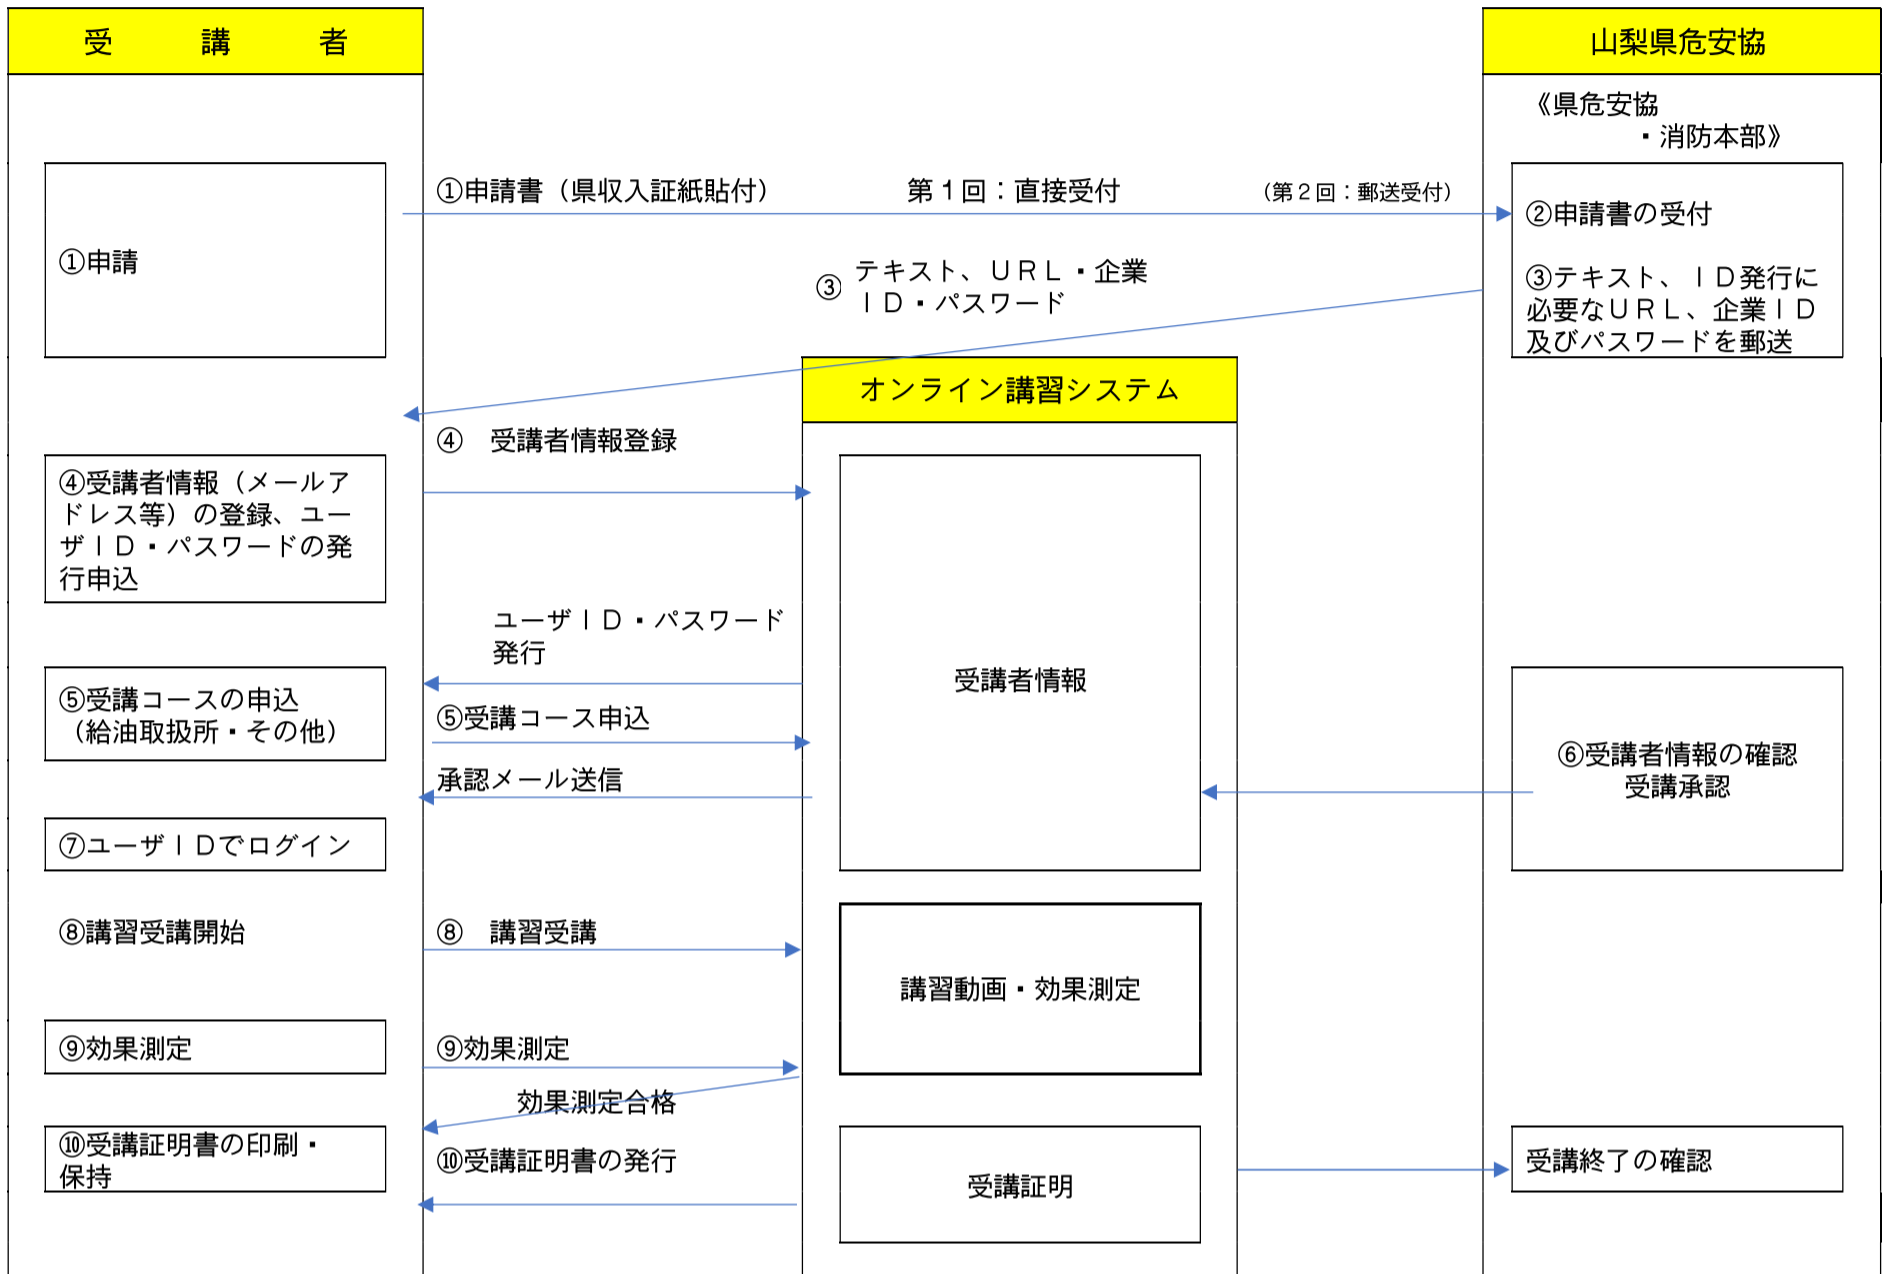 受　講　者
山梨県危安協
《県危安協
・消防本部》
①申請書（県収入証紙貼付）　第１回：直接受付　（第２回：郵送受付）
①申請
②申請書の受付
③テキスト、ＩＤ発行に
必要なＵＲＬ、企業ＩＤ
及びパスワードを郵送
③
テキスト、ＵＲＬ・企業
ＩＤ・パスワード
オンライン講習システム
④　受講者情報登録
④受講者情報（メールア
ドレス等）の登録、ユー
ザＩＤ・パスワードの発
行申込
ユーザＩＤ・パスワード
発行
受講者情報
⑤受講コースの申込
（給油取扱所・その他）
⑤受講コース申込
承認メール送信
⑥受講者情報の確認
受講承認
⑦ユーザＩＤでログイン
⑧講習受講開始
⑧　講習受講
講習動画・効果測定
⑨効果測定
⑨効果測定
効果測定合格
⑩受講証明書の印刷・
保持
⑩受講証明書の発行
受講証明
受講終了の確認